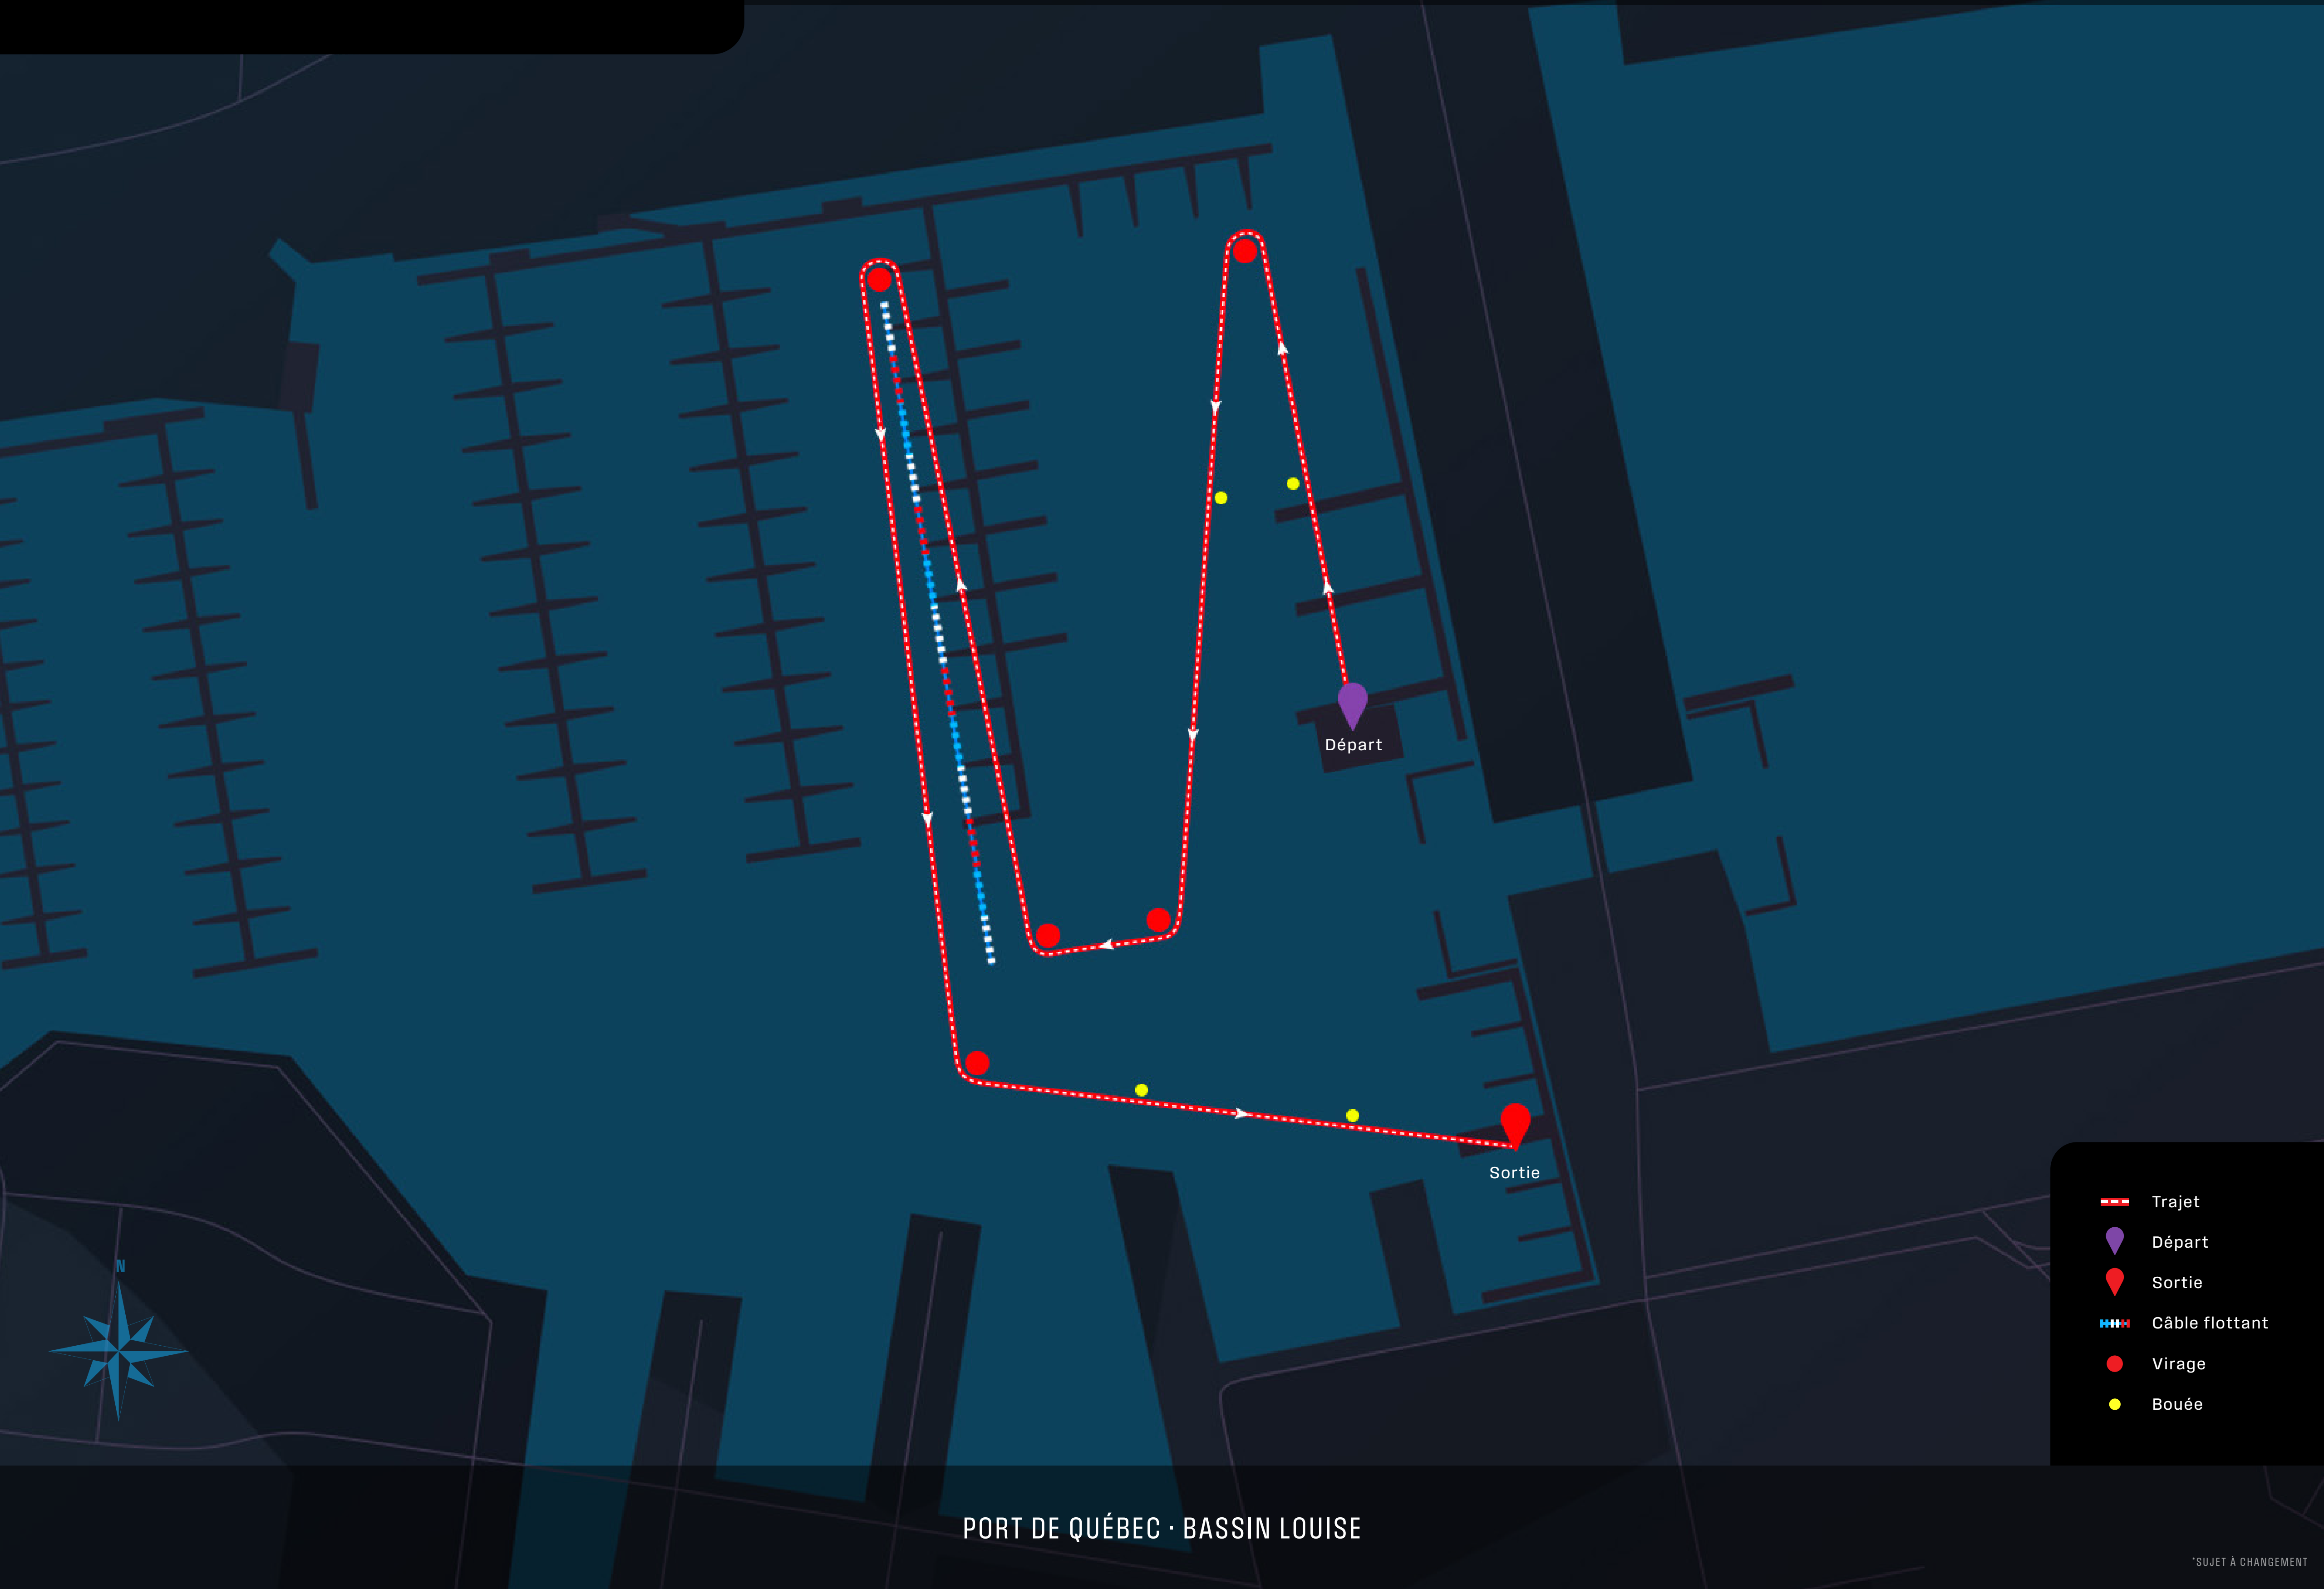 Départ
Sortie
N
Trajet
Départ
Sortie
Câble flottant
Virage
Bouée
PORT DE QUÉBEC · BASSIN LOUISE
*SUJET À CHANGEMENT